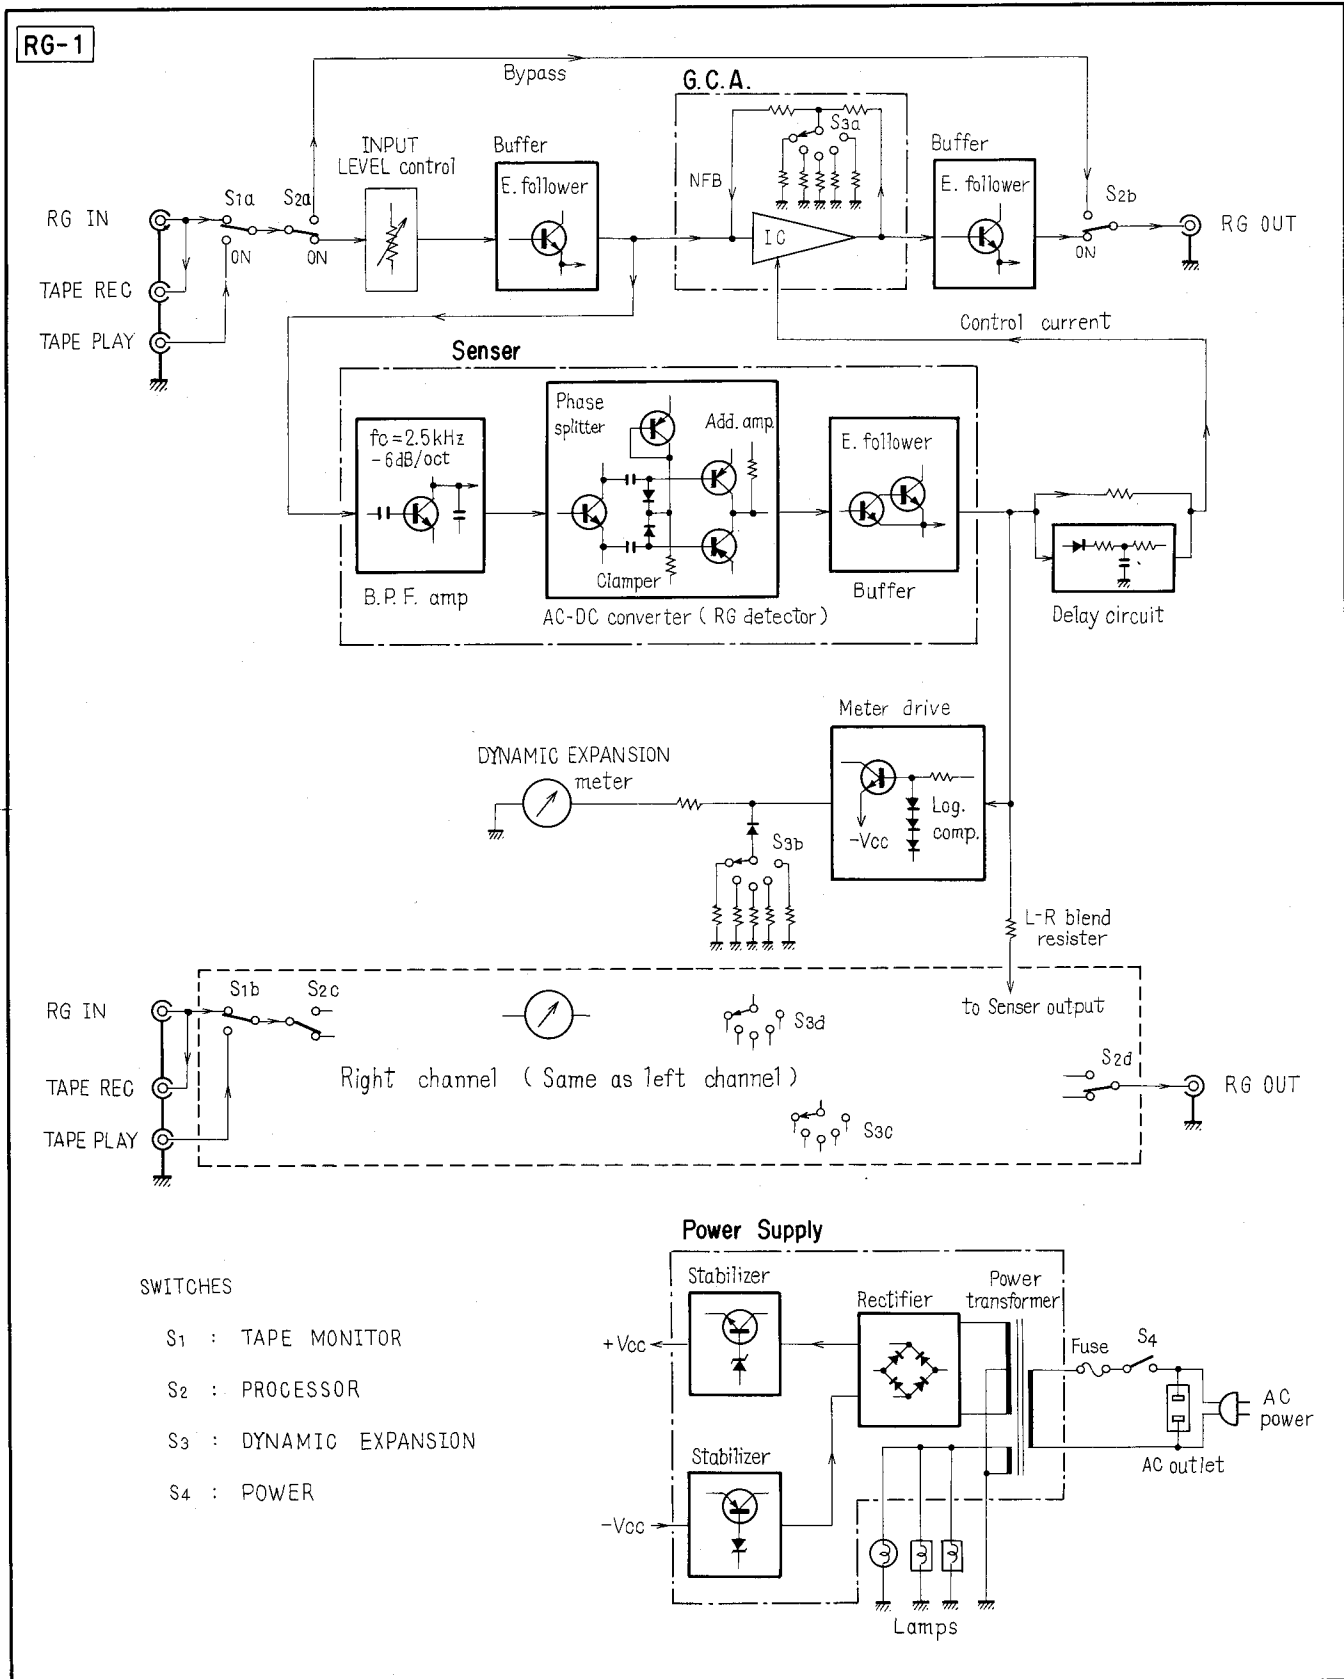 RG-1
Bypass
G.C.A.
INPUT
LEVEL control
Buffer
E. follower
NFB
S3a
IC
Buffer
E. follower
S1a
S2a
S2b
RG IN
ON
ON
ON
RG OUT
TAPE REC
TAPE PLAY
Control current
Senser
fc=2.5kHz
-6dB/oct
Phase
splitter
Add. amp.
E. follower
Clamper
B.P.F. amp
AC-DC converter (RG detector)
Buffer
Delay circuit
Meter drive
DYNAMIC EXPANSION
meter
Log.
comp.
-Vcc
S3b
L-R blend
resister
to Senser output
RG IN
S1b
S2c
S3d
S2d
TAPE REC
Right channel (Same as left channel)
RG OUT
TAPE PLAY
S3c
Power Supply
SWITCHES
S1 : TAPE MONITOR
S2 : PROCESSOR
S3 : DYNAMIC EXPANSION
S4 : POWER
Stabilizer
Rectifier
Power
transformer
+Vcc
Fuse
S4
AC
power
AC outlet
Stabilizer
-Vcc
Lamps